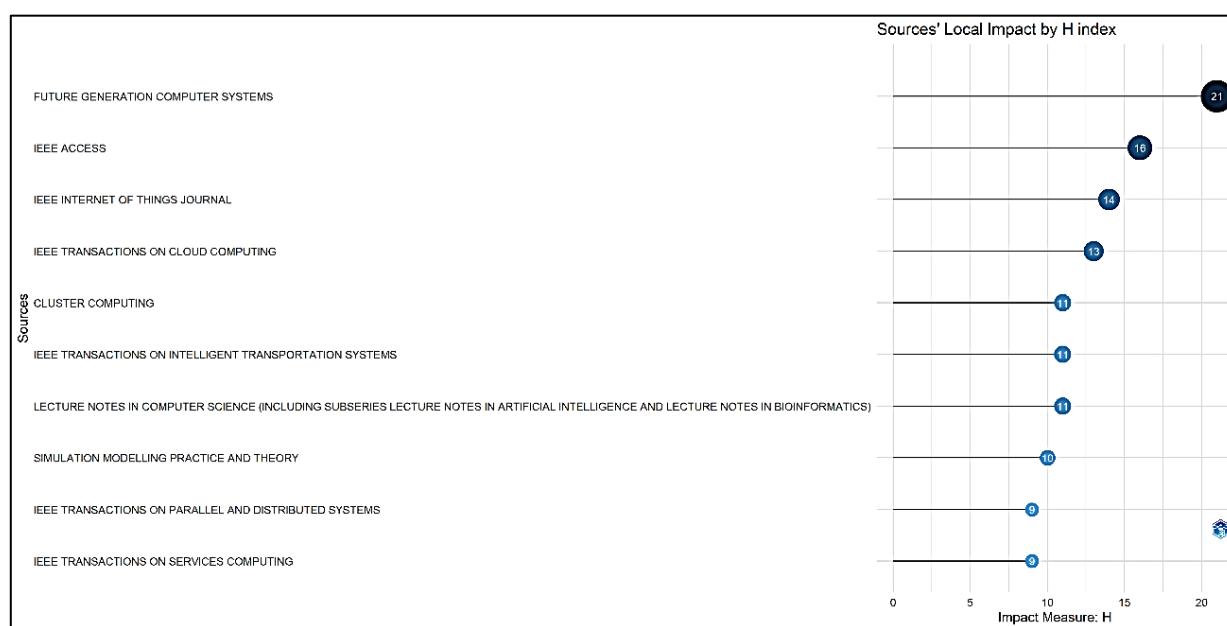 Sources' Local Impact by H index
FUTURE GENERATION COMPUTER SYSTEMS
21
IEEE ACCESS
16
IEEE INTERNET OF THINGS JOURNAL
14
IEEE TRANSACTIONS ON CLOUD COMPUTING
13
Sources
CLUSTER COMPUTING
11
IEEE TRANSACTIONS ON INTELLIGENT TRANSPORTATION SYSTEMS
11
LECTURE NOTES IN COMPUTER SCIENCE (INCLUDING SUBSERIES LECTURE NOTES IN ARTIFICIAL INTELLIGENCE AND LECTURE NOTES IN BIOINFORMATICS)
11
SIMULATION MODELLING PRACTICE AND THEORY
10
IEEE TRANSACTIONS ON PARALLEL AND DISTRIBUTED SYSTEMS
9
IEEE TRANSACTIONS ON SERVICES COMPUTING
9
0 5 10 15 20
Impact Measure: H